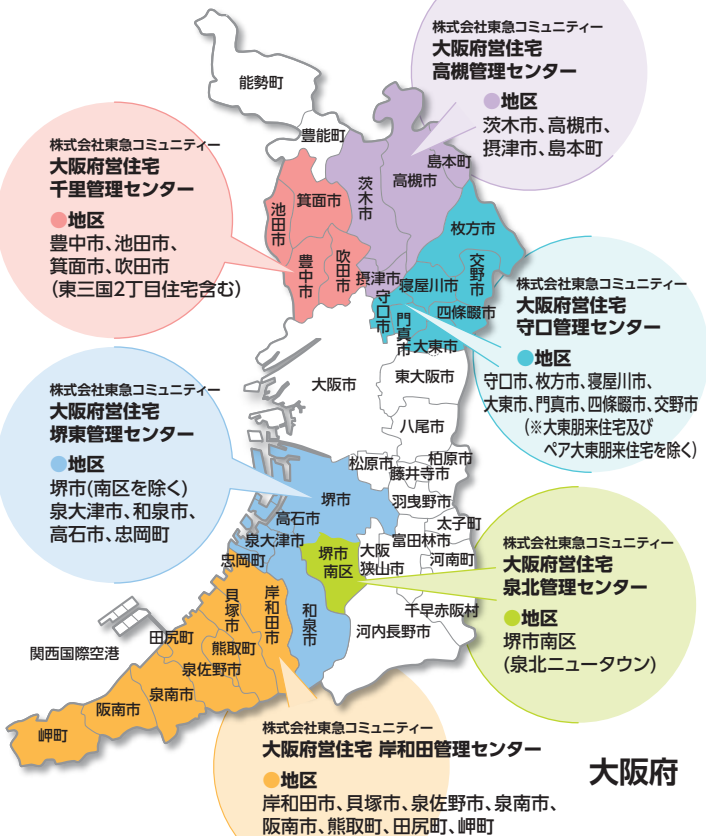 株式会社東急コミュニティー
大阪府営住宅
高槻管理センター
●地区
茨木市、高槻市、
摂津市、島本町
株式会社東急コミュニティー
大阪府営住宅
千里管理センター
●地区
豊中市、池田市、
箕面市、吹田市
(東三国2丁目住宅含む)
株式会社東急コミュニティー
大阪府営住宅
守口管理センター
●地区
守口市、枚方市、寝屋川市、
大東市、門真市、四條畷市、交野市
(※大東朋来住宅及び
ペア大東朋来住宅を除く)
株式会社東急コミュニティー
大阪府営住宅
堺東管理センター
●地区
堺市(南区を除く)
泉大津市、和泉市、
高石市、忠岡町
株式会社東急コミュニティー
大阪府営住宅
泉北管理センター
●地区
堺市南区
(泉北ニュータウン)
株式会社東急コミュニティー
大阪府営住宅 岸和田管理センター
●地区
岸和田市、貝塚市、泉佐野市、泉南市、
阪南市、熊取町、田尻町、岬町
大阪府
能勢町
豊能町
池田市
箕面市
豊中市
吹田市
茨木市
高槻市
島本町
摂津市
枚方市
交野市
寝屋川市
守口市
門真市
四條畷市
大東市
大阪市
東大阪市
八尾市
松原市
柏原市
藤井寺市
羽曳野市
堺市
高石市
泉大津市
忠岡町
堺市
南区
大阪
狭山市
富田林市
太子町
河南町
千早赤阪村
河内長野市
和泉市
岸和田市
貝塚市
熊取町
田尻町
泉佐野市
関西国際空港
泉南市
阪南市
岬町